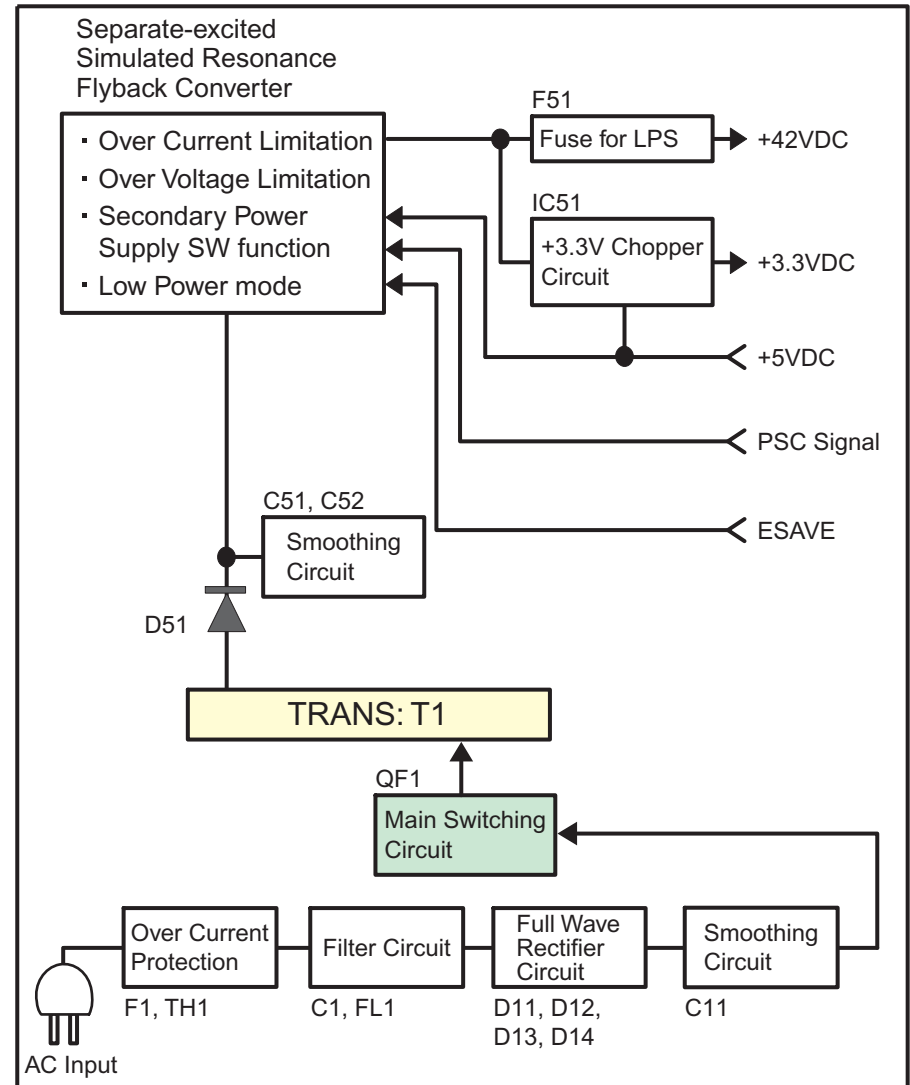 Separate-excited
Simulated Resonance
Flyback Converter
· Over Current Limitation
· Over Voltage Limitation
· Secondary Power
Supply SW function
· Low Power mode
F51
Fuse for LPS
+42VDC
IC51
+3.3V Chopper
Circuit
+3.3VDC
+5VDC
PSC Signal
ESAVE
C51, C52
Smoothing
Circuit
D51
TRANS: T1
QF1
Main Switching
Circuit
Over Current
Protection
F1, TH1
Filter Circuit
C1, FL1
Full Wave
Rectifier
Circuit
D11, D12,
D13, D14
Smoothing
Circuit
C11
AC Input